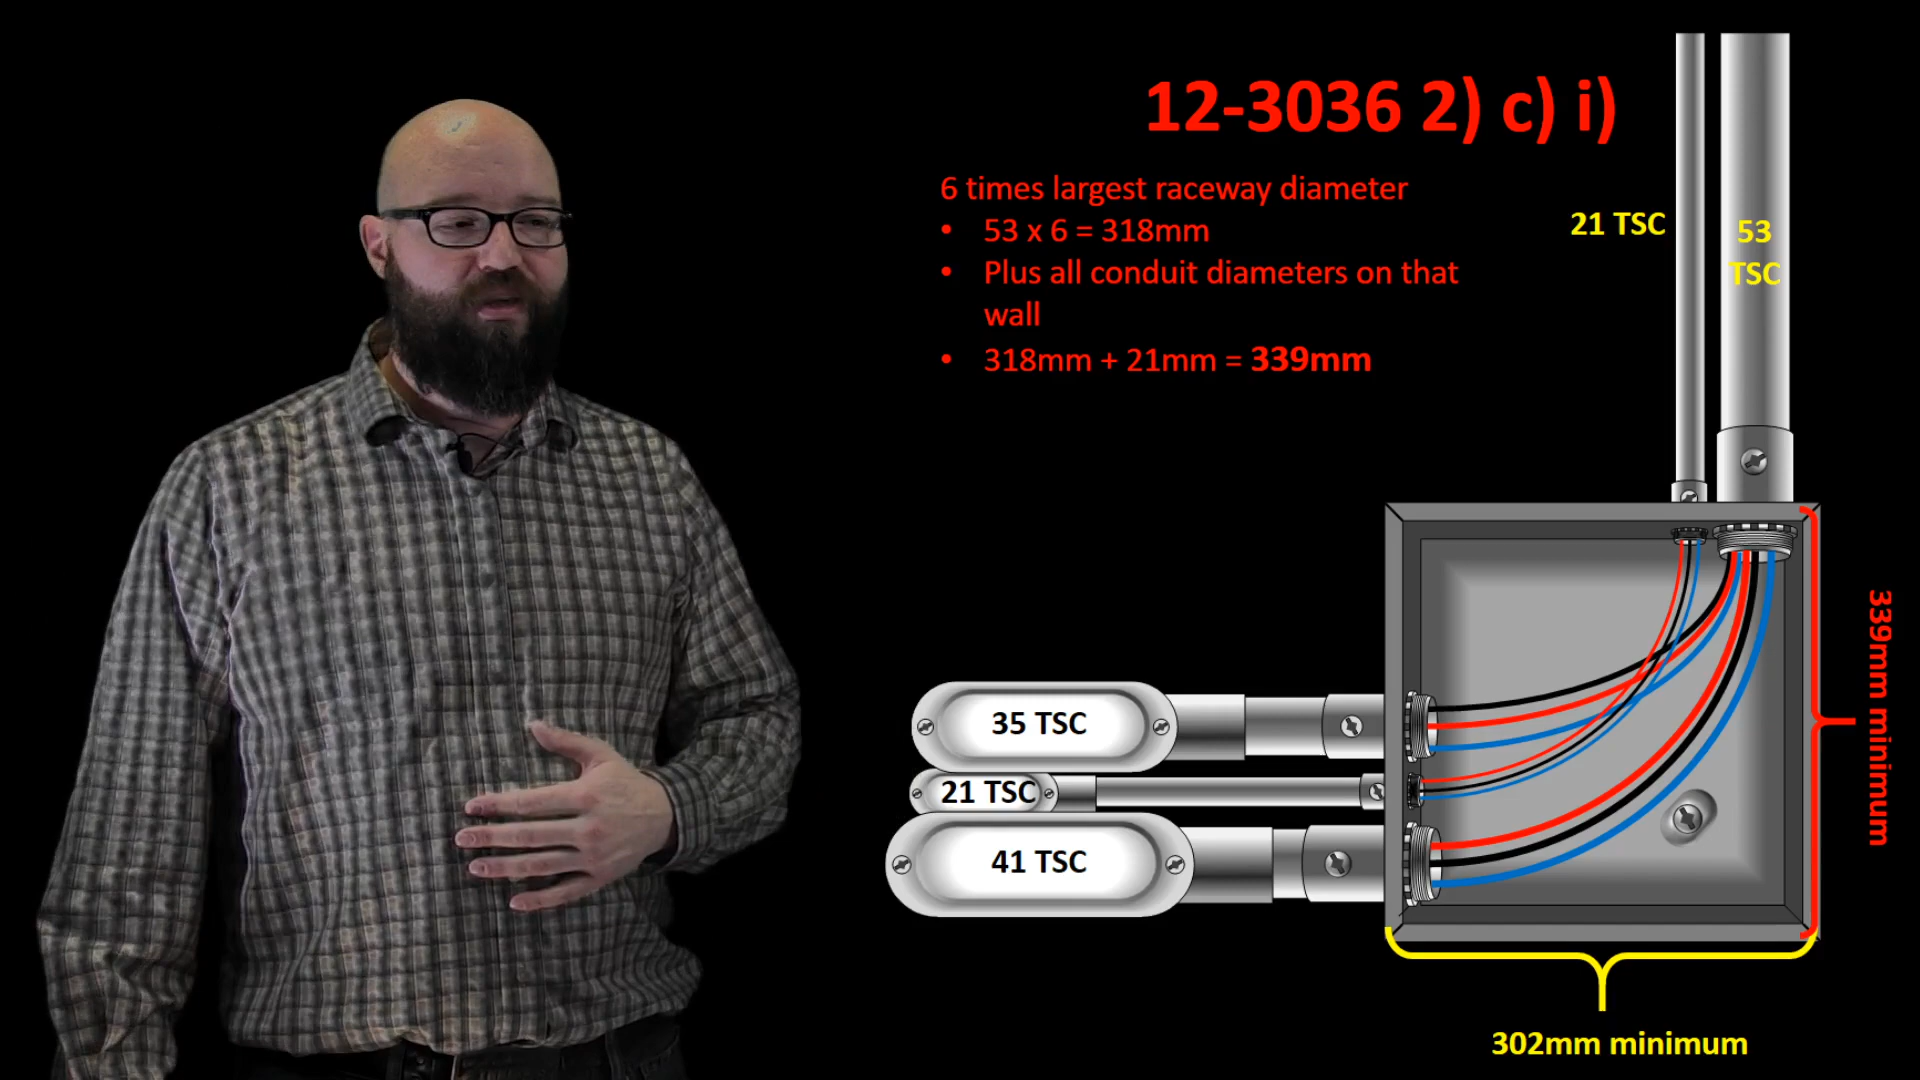 12-3036 2) c) i)
6 times largest raceway diameter
• 53 x 6 = 318mm
• Plus all conduit diameters on that
wall
• 318mm + 21mm = 339mm
21 TSC
53
TSC
35 TSC
21 TSC
41 TSC
339mm minimum
302mm minimum